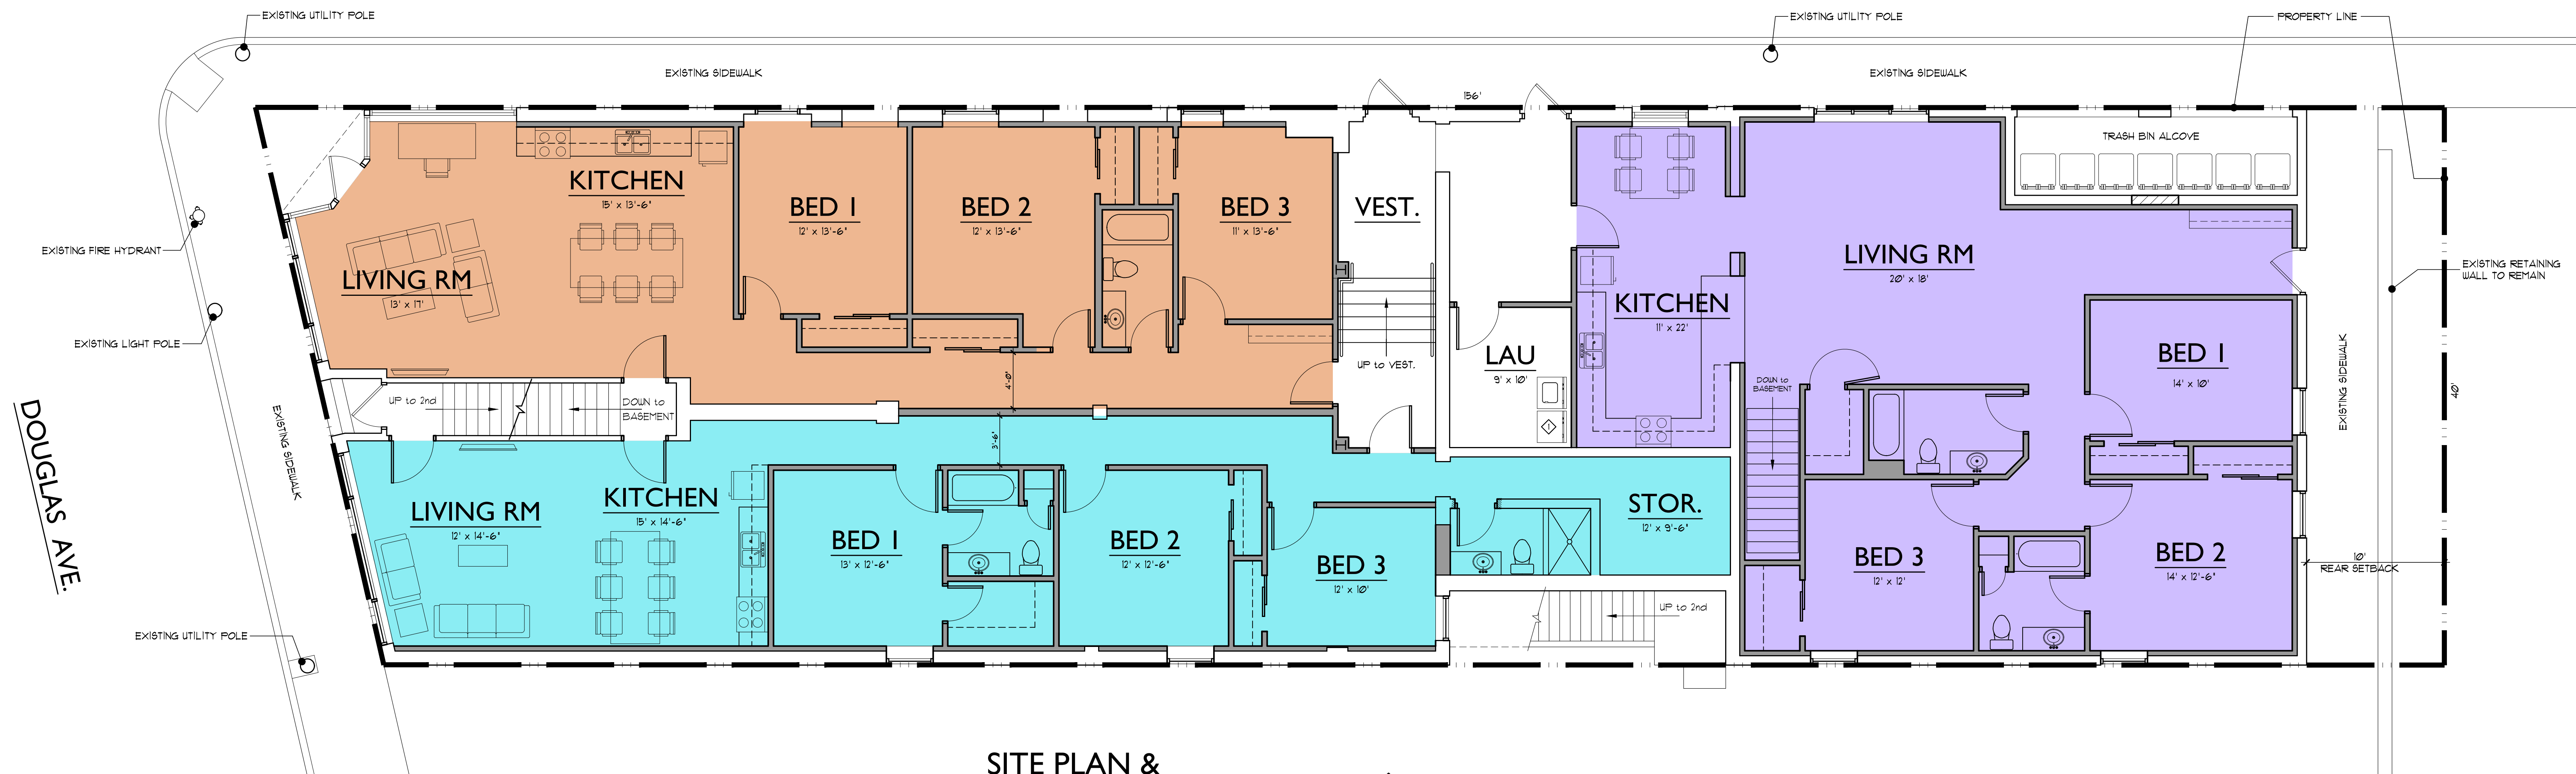 EXISTING UTILITY POLE
EXISTING UTILITY POLE
PROPERTY LINE
EXISTING SIDEWALK
EXISTING SIDEWALK
156'
TRASH BIN ALCOVE
KITCHEN
15' x 13'-6"
BED 1
12' x 13'-6"
BED 2
12' x 13'-6"
BED 3
11' x 13'-6"
VEST.
LIVING RM
20' x 18'
EXISTING FIRE HYDRANT
LIVING RM
13' x 17'
KITCHEN
11' x 22'
EXISTING RETAINING
WALL TO REMAIN
EXISTING LIGHT POLE
UP to VEST.
LAU
9' x 10'
BED 1
14' x 10'
4'-0"
DOWN to
BASEMENT
EXISTING SIDEWALK
40'
UP to 2nd
DOWN to
BASEMENT
3'-6"
DOUGLAS AVE.
EXISTING SIDEWALK
LIVING RM
12' x 14'-6"
KITCHEN
15' x 14'-6"
BED 1
13' x 12'-6"
BED 2
12' x 12'-6"
BED 3
12' x 10'
STOR.
12' x 9'-6"
BED 3
12' x 12'
BED 2
14' x 12'-6"
10'
REAR SETBACK
UP to 2nd
EXISTING UTILITY POLE
SITE PLAN &